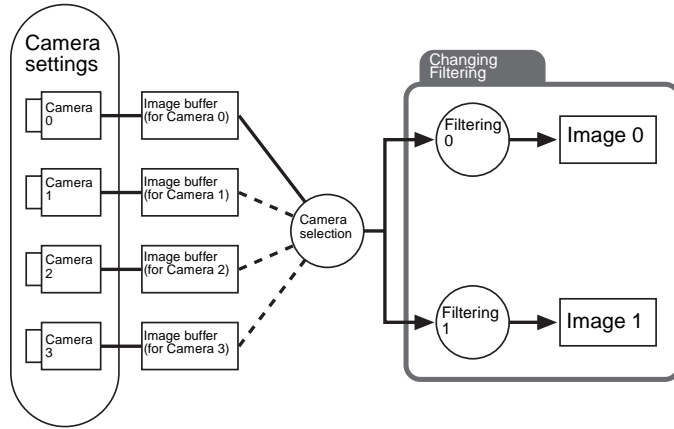 Camera
settings
Camera
0
Image buffer
(for Camera 0)
Camera
1
Image buffer
(for Camera 1)
Camera
2
Image buffer
(for Camera 2)
Camera
3
Image buffer
(for Camera 3)
Camera
selection
Changing
Filtering
Filtering
0
Image 0
Filtering
1
Image 1